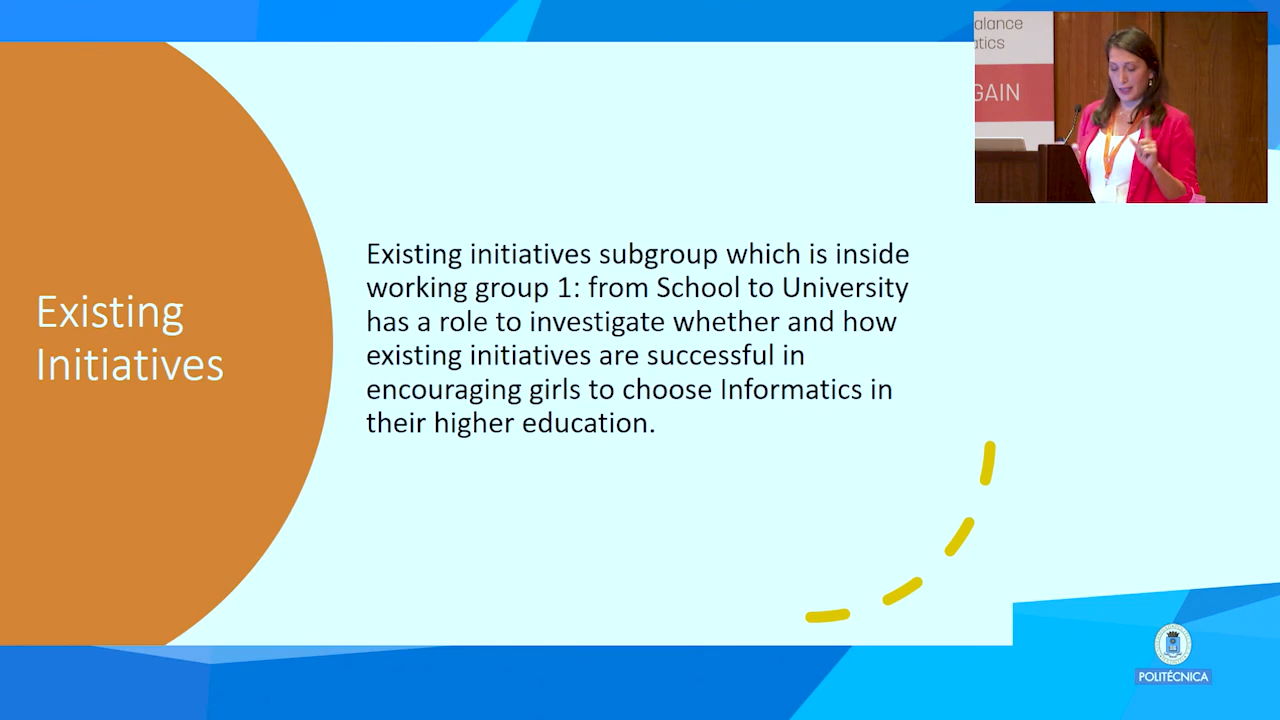 Existing
Initiatives
Existing initiatives subgroup which is inside
working group 1: from School to University
has a role to investigate whether and how
existing initiatives are successful in
encouraging girls to choose Informatics in
their higher education.
alance
atics
GAIN
POLITÉCNICA